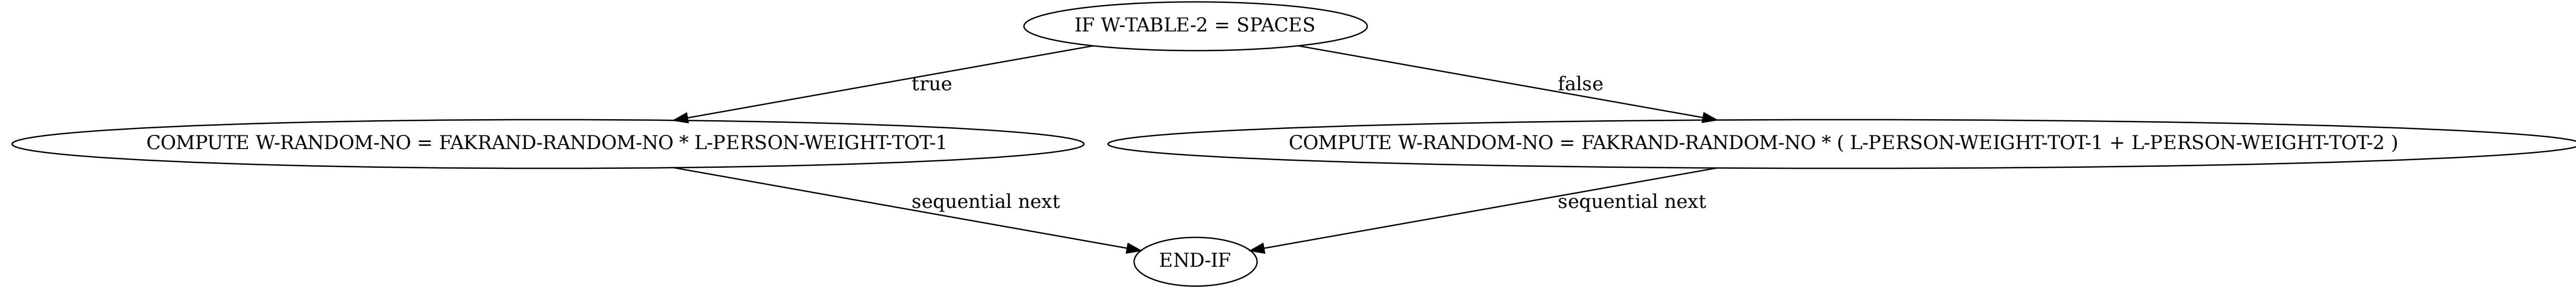 IF W-TABLE-2 = SPACES
true
false
COMPUTE W-RANDOM-NO = FAKRAND-RANDOM-NO * L-PERSON-WEIGHT-TOT-1
COMPUTE W-RANDOM-NO = FAKRAND-RANDOM-NO * ( L-PERSON-WEIGHT-TOT-1 + L-PERSON-WEIGHT-TOT-2 )
sequential next
sequential next
END-IF